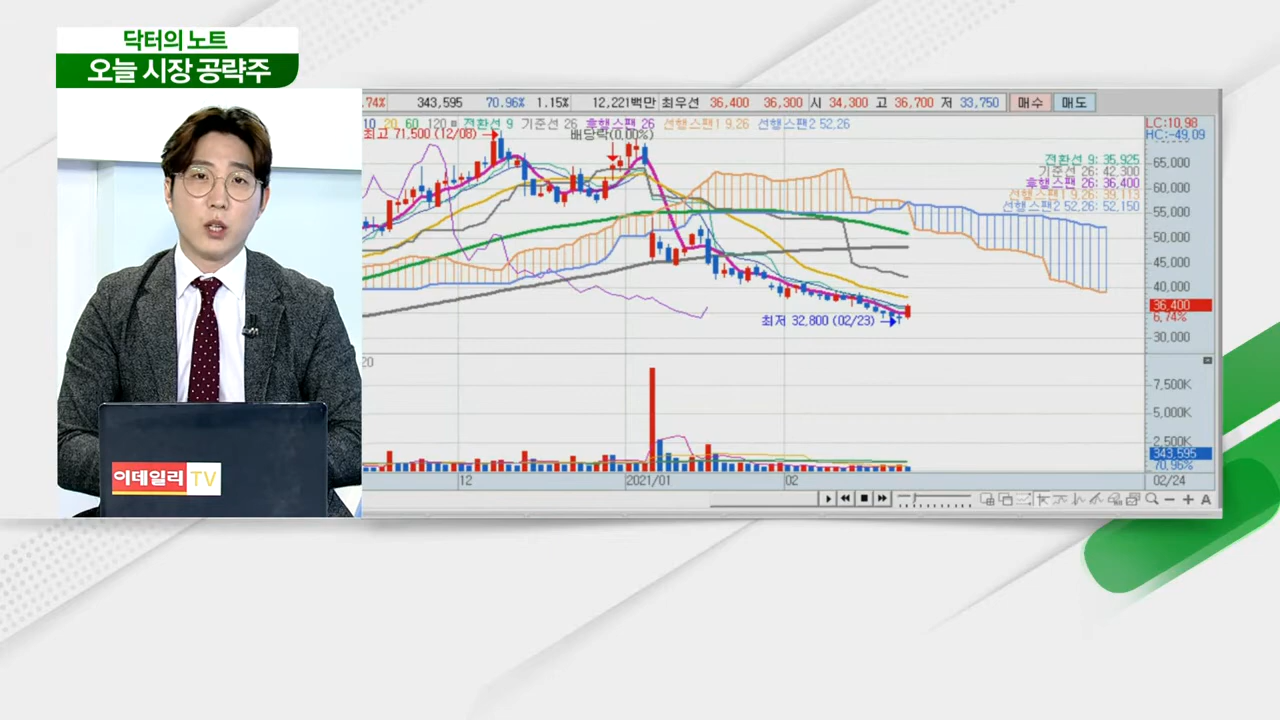 닥터의 노트
오늘 시장 공략주
.74% 343,595 70.96% 1.15% 12,221백만 최우선 36,400 36,300 시 34,300 고 36,700 저 33,750 매수 매도
10 20 60 120 전환선 9 기준선 26 후행스팬 26 선행스팬1 9.26 선행스팬2 52,26
LC:10,98
HC:-49,09
최고 71,500 (12/08)
배당락(0,00%)
전환선 9: 35,925
기준선 26: 42,300
후행스팬 26: 36,400
선행스팬1 9.26: 39,113
선행스팬2 52,26: 52,150
65,000
60,000
55,000
50,000
45,000
40,000
36,400
6,74%
30,000
최저 32,800 (02/23)
20
7,500K
5,000K
2,500K
343,595
70,96%
12
2021/01
02
02/24
이데일리 TV